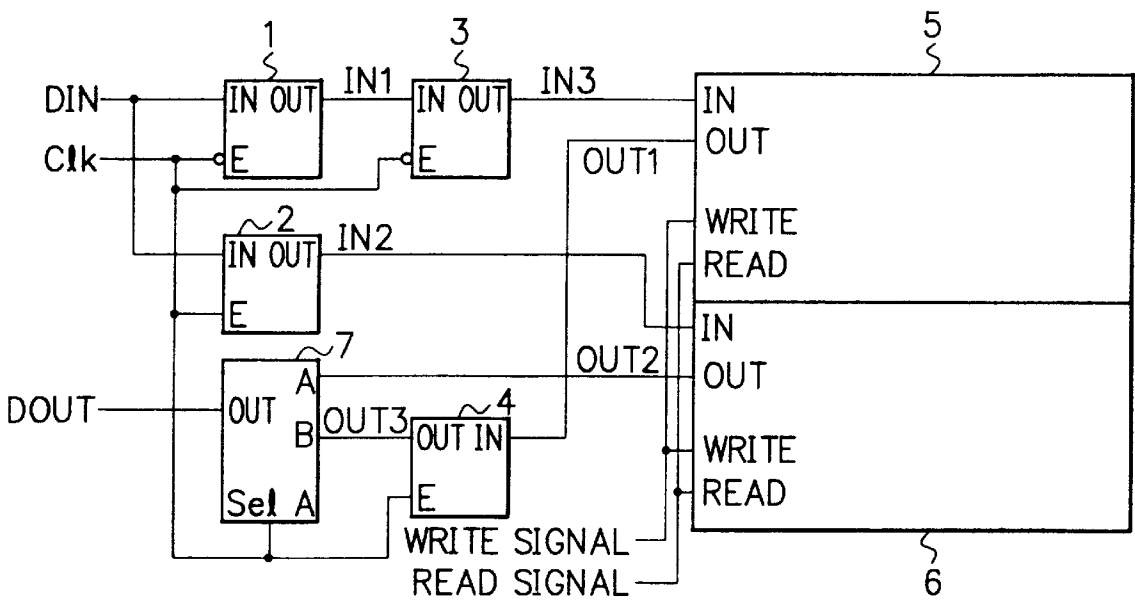 1 3 5
DIN IN OUT IN1 IN OUT IN3 IN
Clk E E OUT1 OUT
2 WRITE
IN OUT IN2 READ
E IN
7 OUT2 OUT
DOUT OUT A
B OUT3 4 OUT IN WRITE
Sel A E READ
WRITE SIGNAL
READ SIGNAL 6